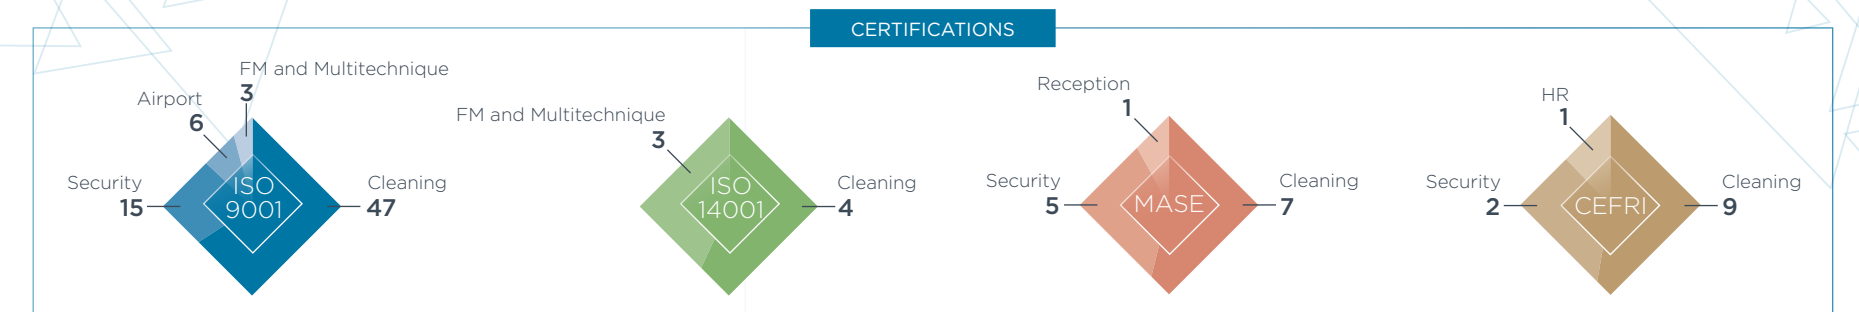 CERTIFICATIONS
FM and Multitechnique
3
Airport
6
Security
15
ISO
9001
Cleaning
47
FM and Multitechnique
3
ISO
14001
Cleaning
4
Reception
1
Security
5
MASE
Cleaning
7
HR
1
Security
2
CEFRI
Cleaning
9